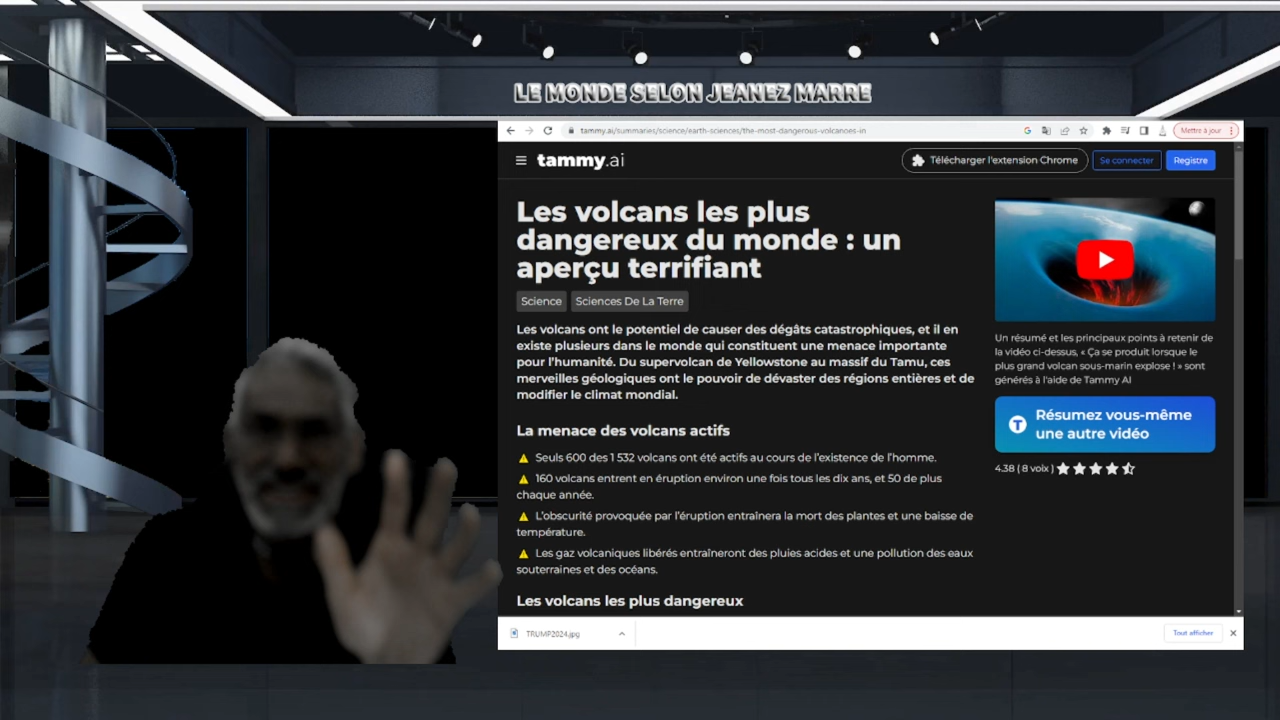 LE MONDE SELON JEANEZ MARRE
tammy.ai/summaries/science/earth-sciences/the-most-dangerous-volcanoes-in
Mettre à jour
tammy.ai
Télécharger l'extension Chrome
Se connecter
Registre
Les volcans les plus
dangereux du monde : un
aperçu terrifiant
Science
Sciences De La Terre
Les volcans ont le potentiel de causer des dégâts catastrophiques, et il en
existe plusieurs dans le monde qui constituent une menace importante
pour l'humanité. Du supervolcan de Yellowstone au massif du Tamu, ces
merveilles géologiques ont le pouvoir de dévaster des régions entières et de
modifier le climat mondial.
La menace des volcans actifs
Seuls 600 des 1 532 volcans ont été actifs au cours de l'existence de l'homme.
160 volcans entrent en éruption environ une fois tous les dix ans, et 50 de plus
chaque année.
L'obscurité provoquée par l'éruption entraînera la mort des plantes et une baisse de
température.
Les gaz volcaniques libérés entraîneront des pluies acides et une pollution des eaux
souterraines et des océans.
Les volcans les plus dangereux
Un résumé et les principaux points à retenir de
la vidéo ci-dessus, « Ça se produit lorsque le
plus grand volcan sous-marin explose ! » sont
générés à l'aide de Tammy AI
Résumez vous-même
une autre vidéo
4.38 ( 8 voix )
TRUMP2024.jpg
Tout afficher